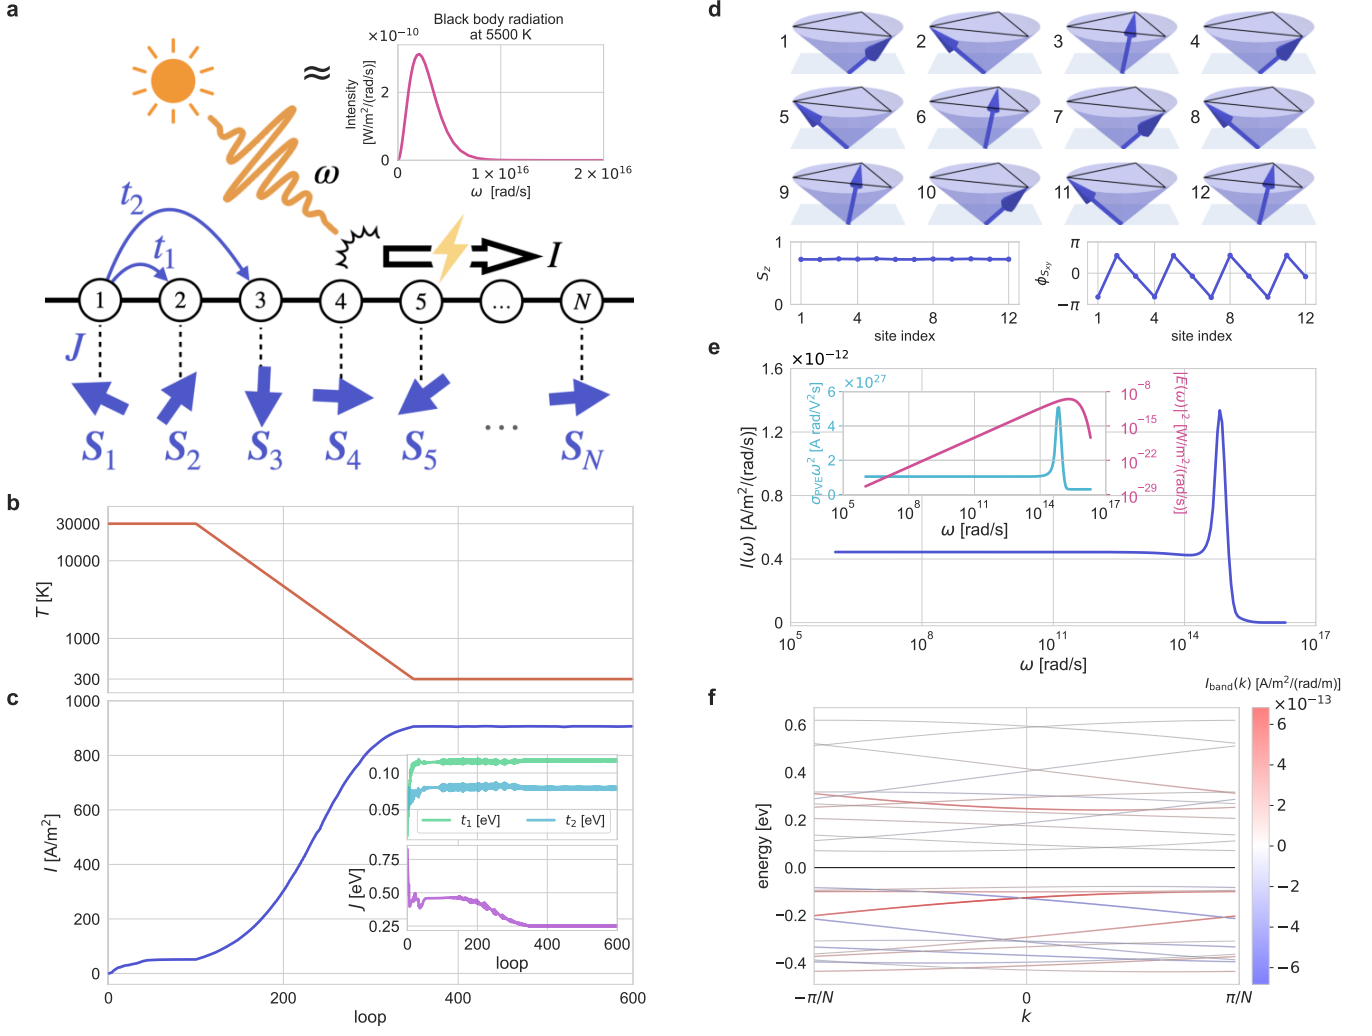 a
Black body radiation
at 5500 K
×10⁻¹⁰
Intensity
[W/m²/(rad/s)]
2
0
0
1 × 10¹⁶
2 × 10¹⁶
ω [rad/s]
≈
ω
t₂
t₁
I
1
2
3
4
5
...
N
J
S₁
S₂
S₃
S₄
S₅
...
S_N
b
30000
10000
1000
300
T [K]
c
1000
800
600
400
200
0
I [A/m²]
0.10
0.05
t₁ [eV]
t₂ [eV]
0.75
0.50
0.25
J [eV]
0
200
400
600
loop
0
200
400
600
loop
d
1
2
3
4
5
6
7
8
9
10
11
12
1
0
S_z
1
4
8
12
site index
π
0
−π
ϕ_{S_{xy}}
1
4
8
12
site index
e
×10⁻¹²
1.6
1.2
0.8
0.4
0
I(ω) [A/m²/(rad/s)]
×10²⁷
6
4
2
0
σ_PVE ω² [A rad/V²s]
10⁻⁸
10⁻¹⁵
10⁻²²
10⁻²⁹
|E(ω)|² [W/m²/(rad/s)]
10⁵
10⁸
10¹¹
10¹⁴
10¹⁷
ω [rad/s]
10⁵
10⁸
10¹¹
10¹⁴
10¹⁷
ω [rad/s]
f
I_band(k) [A/m²/(rad/m)]
×10⁻¹³
6
4
2
0
−2
−4
−6
0.6
0.4
0.2
0.0
−0.2
−0.4
energy [ev]
−π/N
0
π/N
k